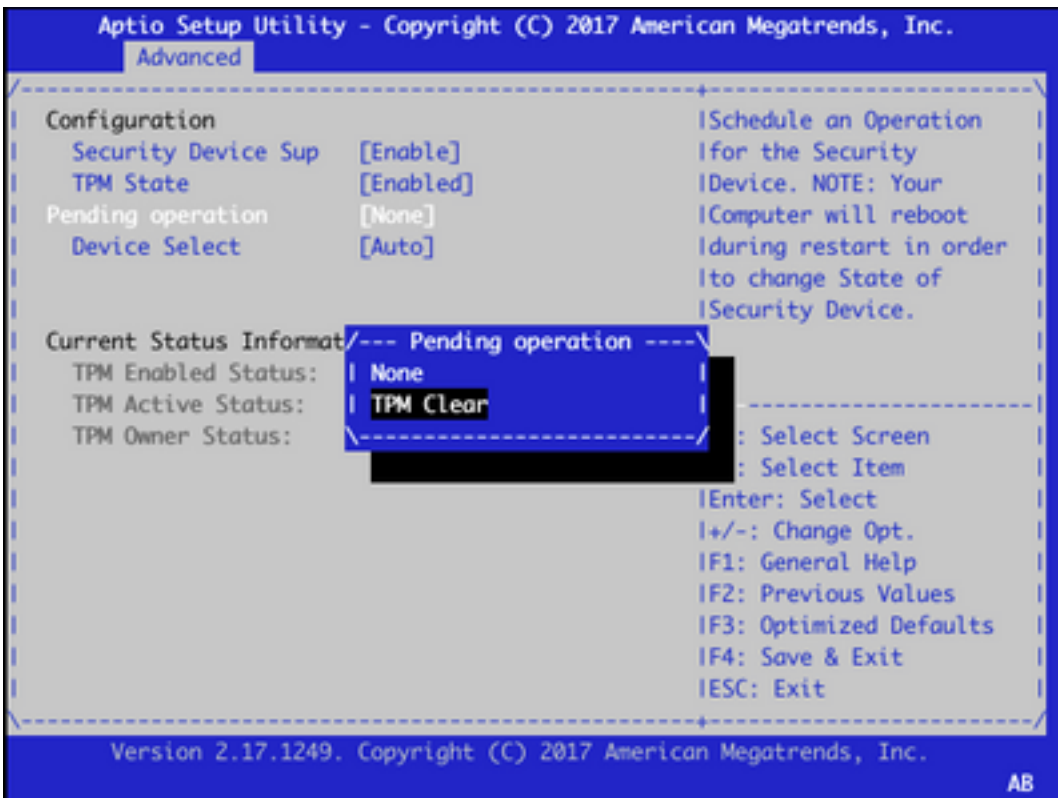 Aptio Setup Utility - Copyright (C) 2017 American Megatrends, Inc.
Advanced
Configuration
Security Device Sup [Enable]
TPM State [Enabled]
Pending operation [None]
Device Select [Auto]
Current Status Informat
TPM Enabled Status:
TPM Active Status:
TPM Owner Status:
Pending operation
None
TPM Clear
Schedule an Operation
for the Security
Device. NOTE: Your
Computer will reboot
during restart in order
to change State of
Security Device.
: Select Screen
: Select Item
Enter: Select
+/-: Change Opt.
F1: General Help
F2: Previous Values
F3: Optimized Defaults
F4: Save & Exit
ESC: Exit
Version 2.17.1249. Copyright (C) 2017 American Megatrends, Inc.
AB